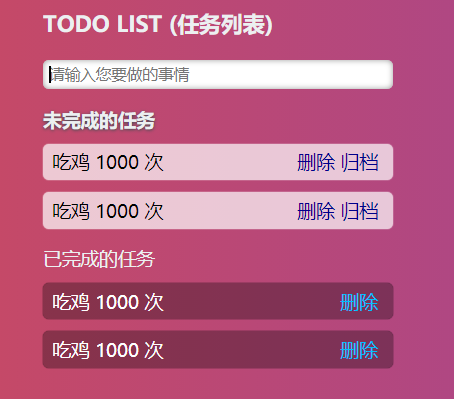 TODO LIST (任务列表)
请输入您要做的事情
未完成的任务
吃鸡 1000 次 删除 归档
吃鸡 1000 次 删除 归档
已完成的任务
吃鸡 1000 次 删除
吃鸡 1000 次 删除